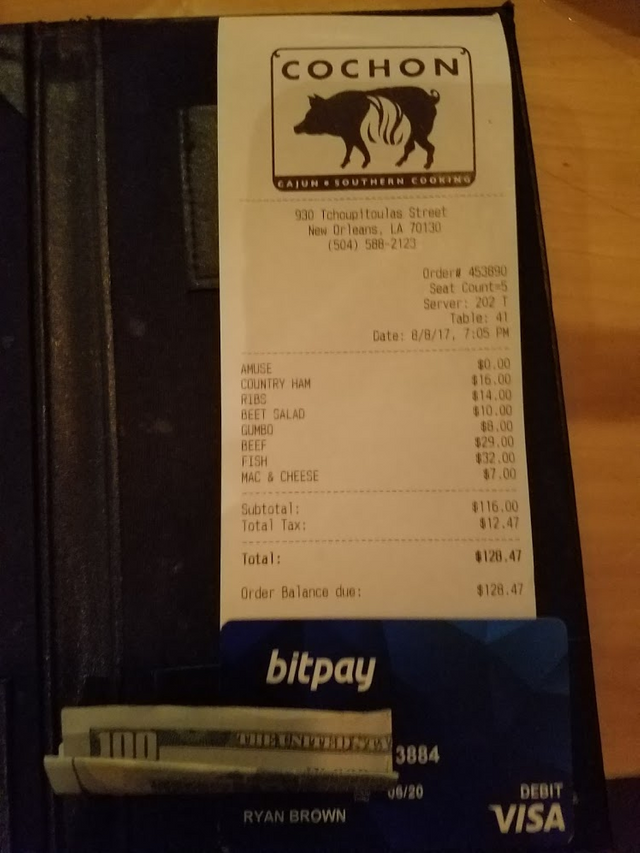 COCHON
CAJUN • SOUTHERN COOKING
930 Tchoupitoulas Street
New Orleans, LA 70130
(504) 588-2123
Order# 453890
Seat Count=5
Server: 202 T
Table: 41
Date: 8/8/17, 7:05 PM
AMUSE $0.00
COUNTRY HAM $16.00
RIBS $14.00
BEET SALAD $10.00
GUMBO $8.00
BEEF $29.00
FISH $32.00
MAC & CHEESE $7.00
Subtotal: $116.00
Total Tax: $12.47
Total: $128.47
Order Balance due: $128.47
bitpay
100 THE UNITED
3884
06/20
DEBIT
RYAN BROWN
VISA